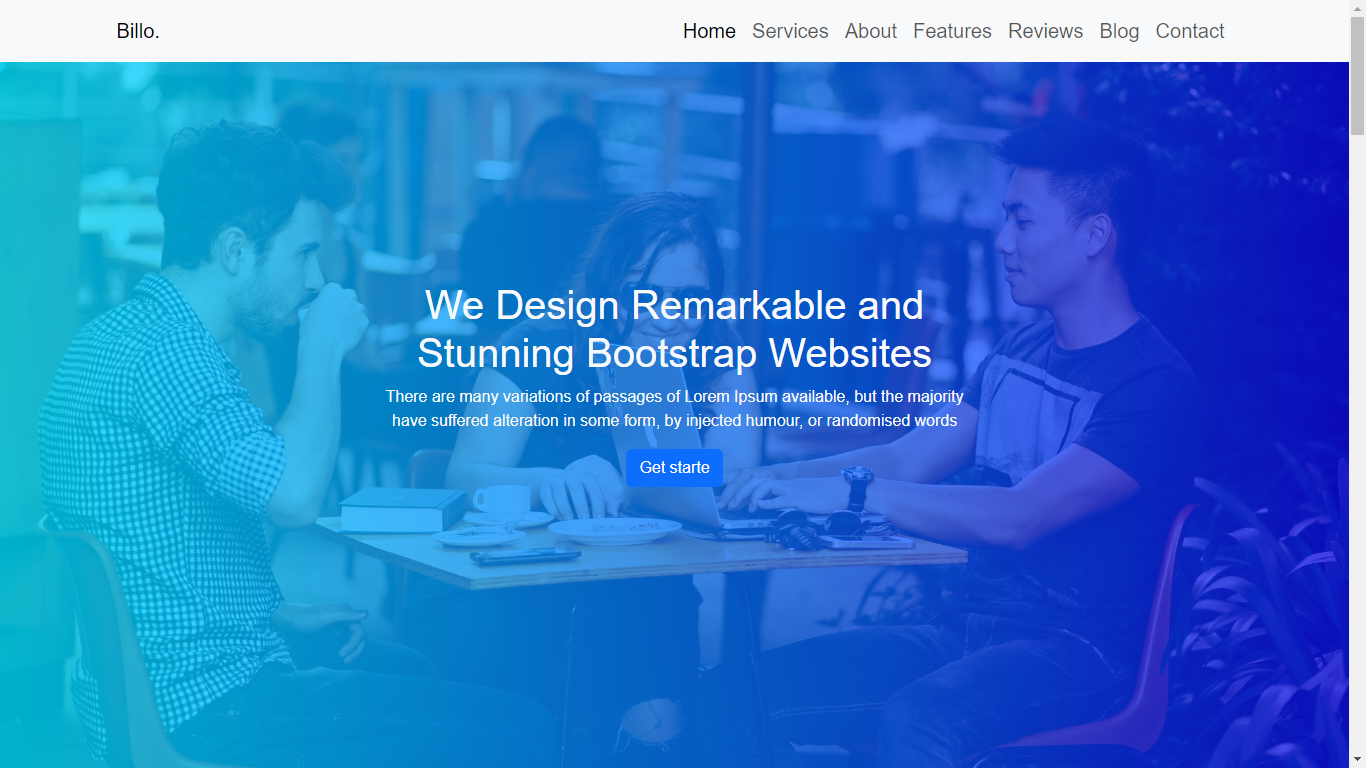 Billo.
Home Services About Features Reviews Blog Contact
We Design Remarkable and
Stunning Bootstrap Websites
There are many variations of passages of Lorem Ipsum available, but the majority
have suffered alteration in some form, by injected humour, or randomised words
Get starte